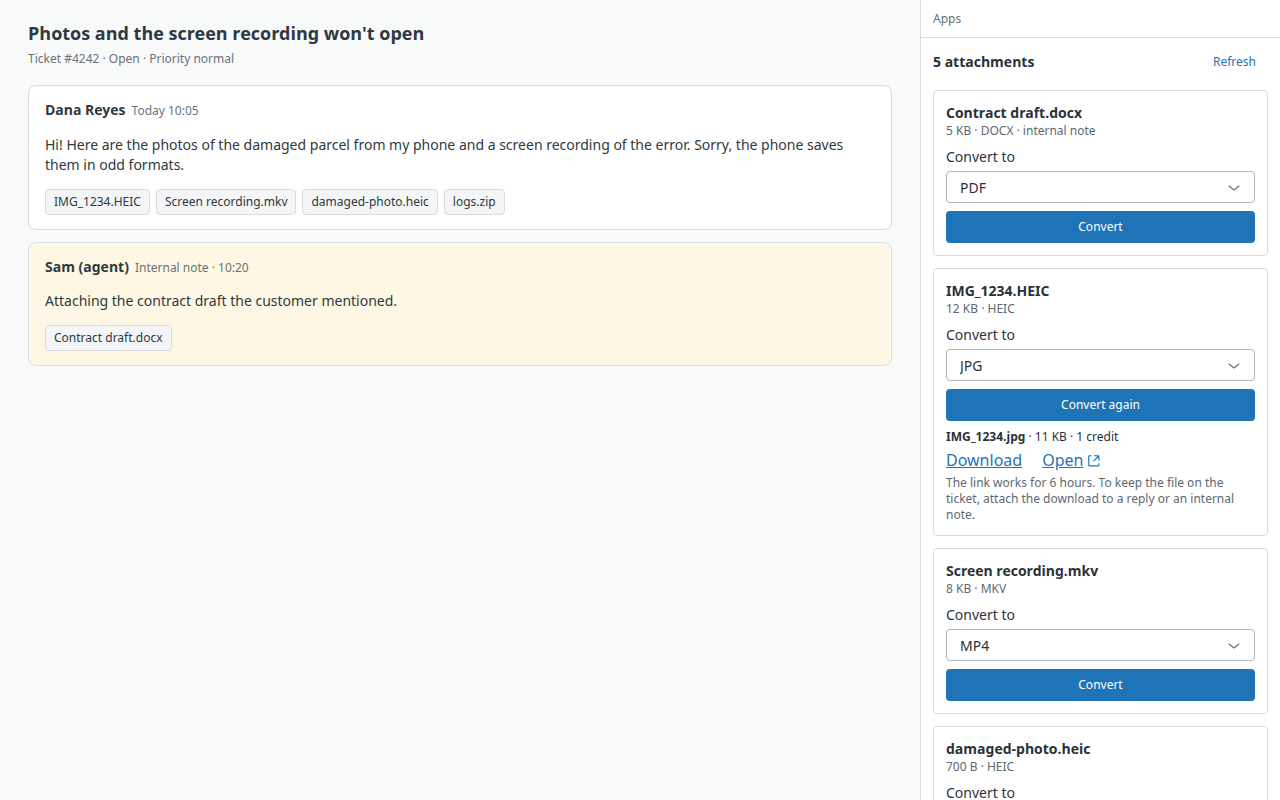 Photos and the screen recording won't open
Ticket #4242 · Open · Priority normal
Dana Reyes Today 10:05
Hi! Here are the photos of the damaged parcel from my phone and a screen recording of the error. Sorry, the phone saves
them in odd formats.
IMG_1234.HEIC
Screen recording.mkv
damaged-photo.heic
logs.zip
Sam (agent) Internal note · 10:20
Attaching the contract draft the customer mentioned.
Contract draft.docx
Apps
5 attachments
Refresh
Contract draft.docx
5 KB · DOCX · internal note
Convert to
PDF
Convert
IMG_1234.HEIC
12 KB · HEIC
Convert to
JPG
Convert again
IMG_1234.jpg · 11 KB · 1 credit
Download Open
The link works for 6 hours. To keep the file on the
ticket, attach the download to a reply or an internal
note.
Screen recording.mkv
8 KB · MKV
Convert to
MP4
Convert
damaged-photo.heic
700 B · HEIC
Convert to